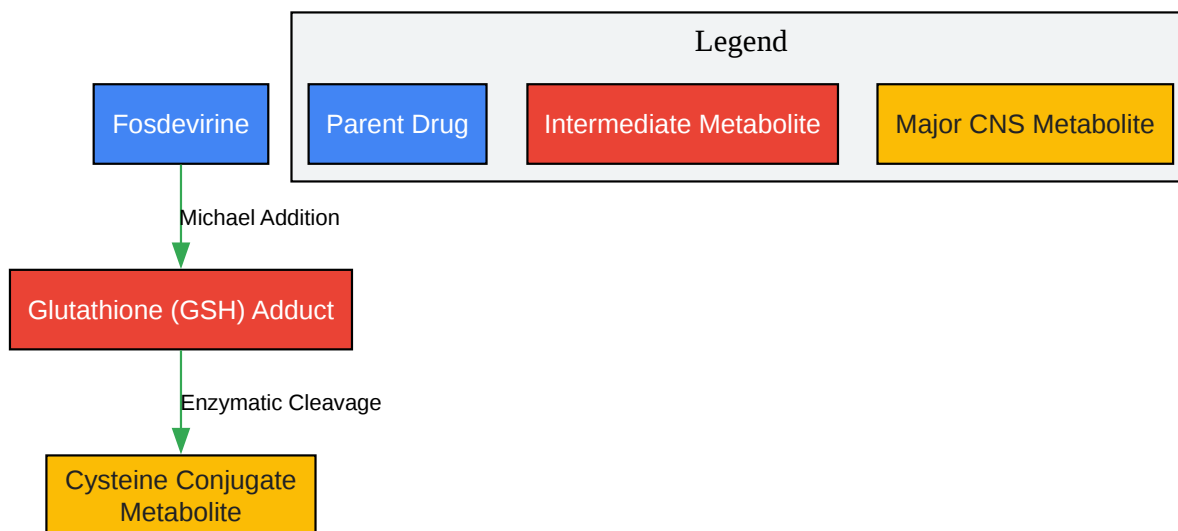 Legend
Fosdevirine
Parent Drug
Intermediate Metabolite
Major CNS Metabolite
Michael Addition
Glutathione (GSH) Adduct
Enzymatic Cleavage
Cysteine Conjugate
Metabolite